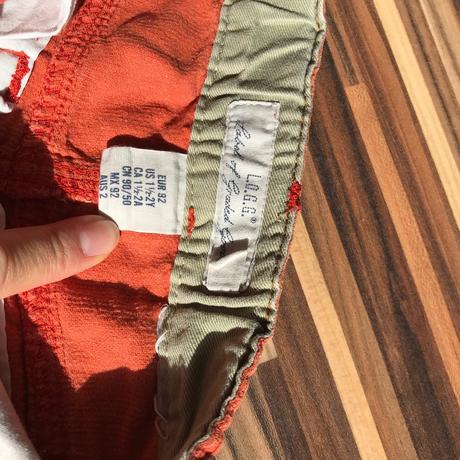 EUR 92
US 1½-2Y
CA 1½-2A
CN 90/50
MX 92
AUS 2
L.O.G.G.®
Label of Graded Goods